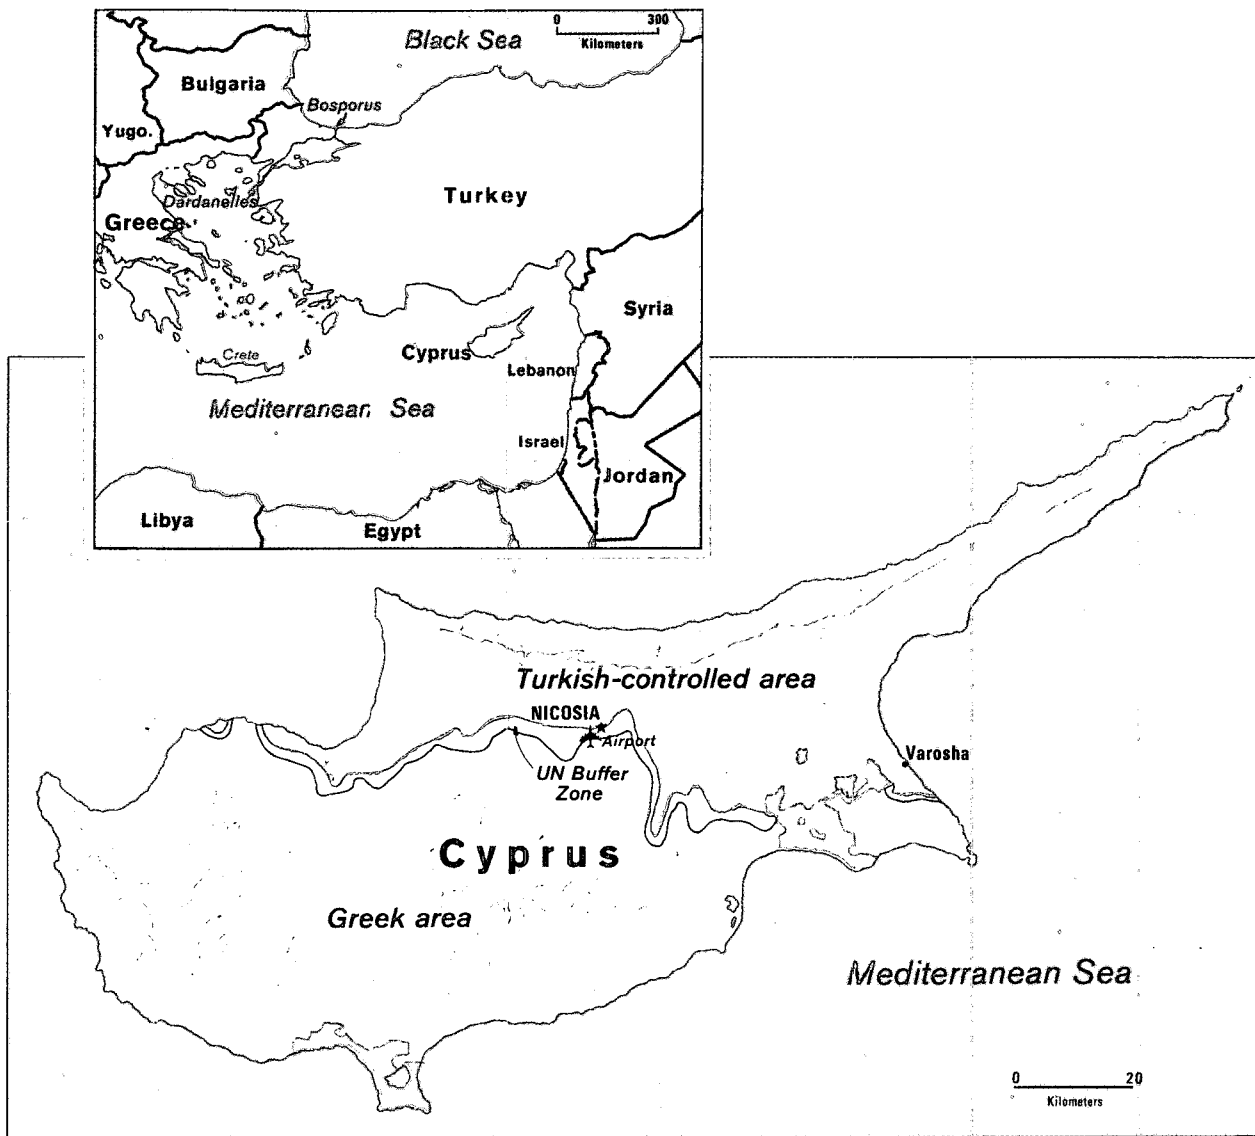 0 300
Kilometers
Black Sea
Bulgaria
Bosporus
Yugo.
Turkey
Dardanelles
Greece
Syria
Crete
Cyprus
Lebanon
Mediterranean Sea
Israel
Jordan
Libya
Egypt
Turkish-controlled area
NICOSIA
Airport
UN Buffer
Zone
Varosha
Cyprus
Greek area
Mediterranean Sea
0 20
Kilometers